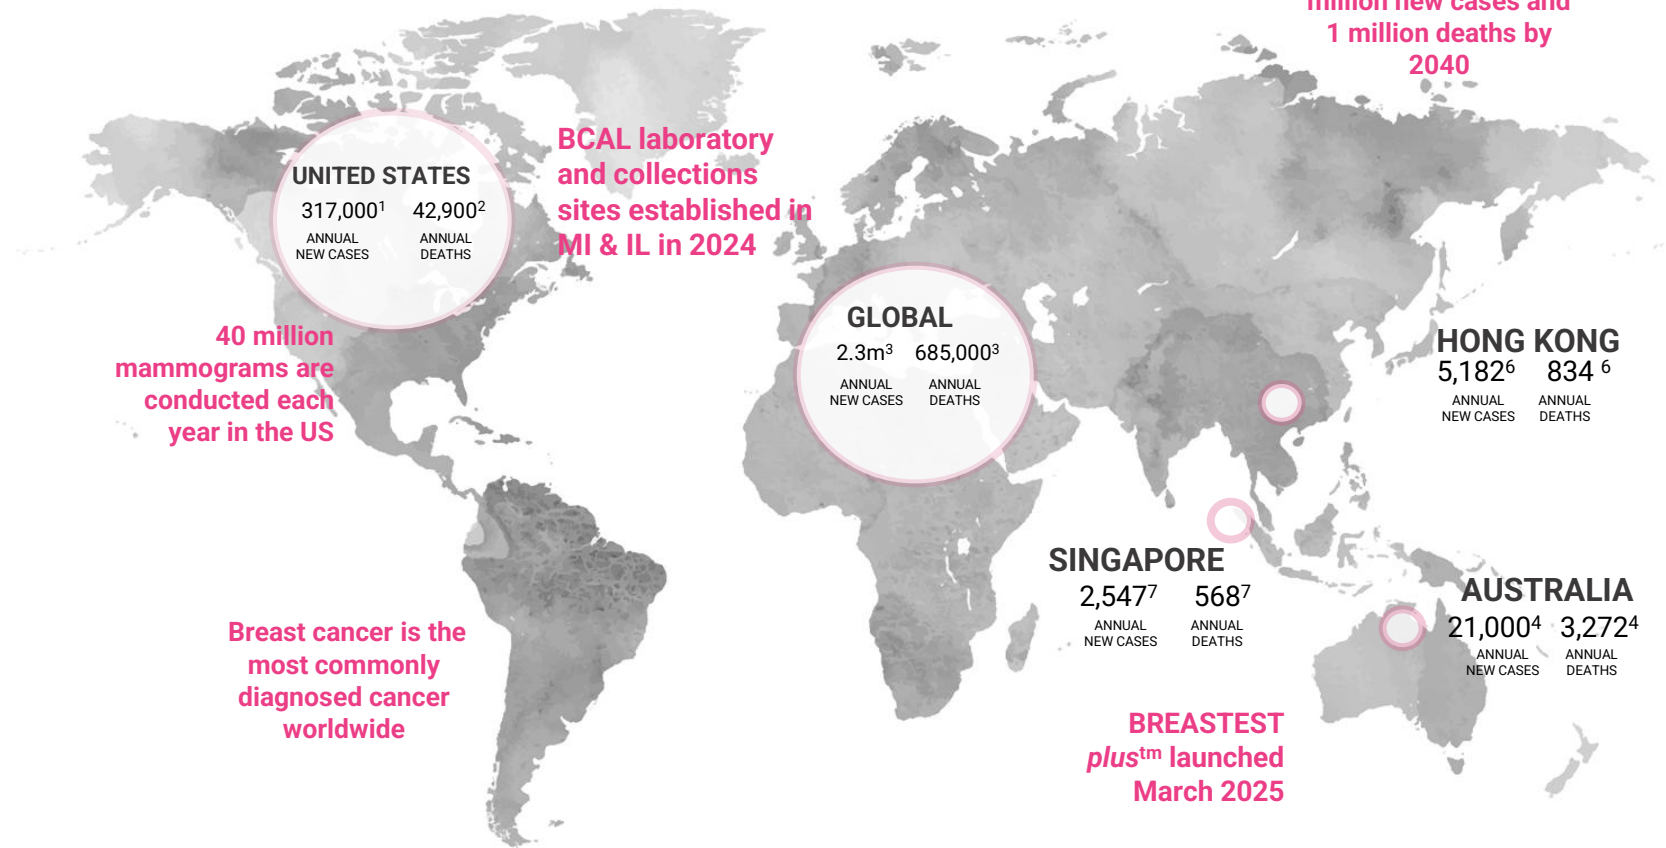 million new cases and
1 million deaths by
2040
BCAL laboratory
and collections
sites established in
MI & IL in 2024
UNITED STATES
317,000¹ 42,900²
ANNUAL NEW CASES
ANNUAL DEATHS
40 million
mammograms are
conducted each
year in the US
GLOBAL
2.3m³ 685,000³
ANNUAL NEW CASES
ANNUAL DEATHS
HONG KONG
5,182⁶ 834 ⁶
ANNUAL NEW CASES
ANNUAL DEATHS
SINGAPORE
2,547⁷ 568⁷
ANNUAL NEW CASES
ANNUAL DEATHS
AUSTRALIA
21,000⁴ 3,272⁴
ANNUAL NEW CASES
ANNUAL DEATHS
Breast cancer is the
most commonly
diagnosed cancer
worldwide
BREASTEST
plusᵗᵐ launched
March 2025